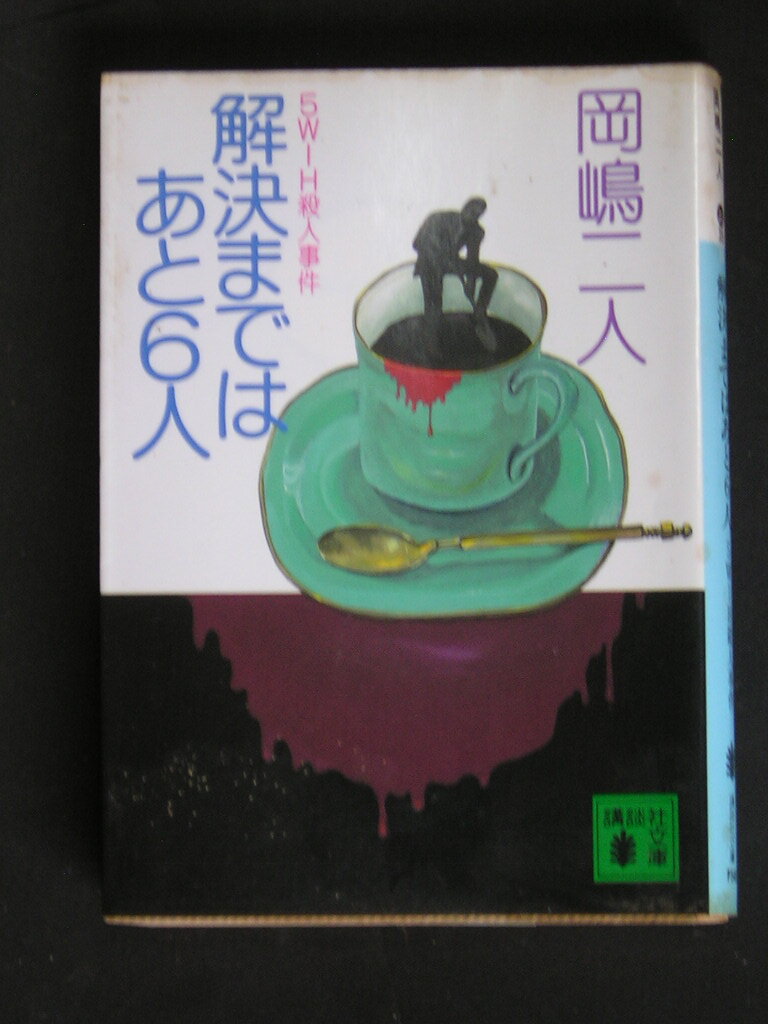 岡嶋二人
5W1H殺人事件
解決までは
あと6人
講談社文庫